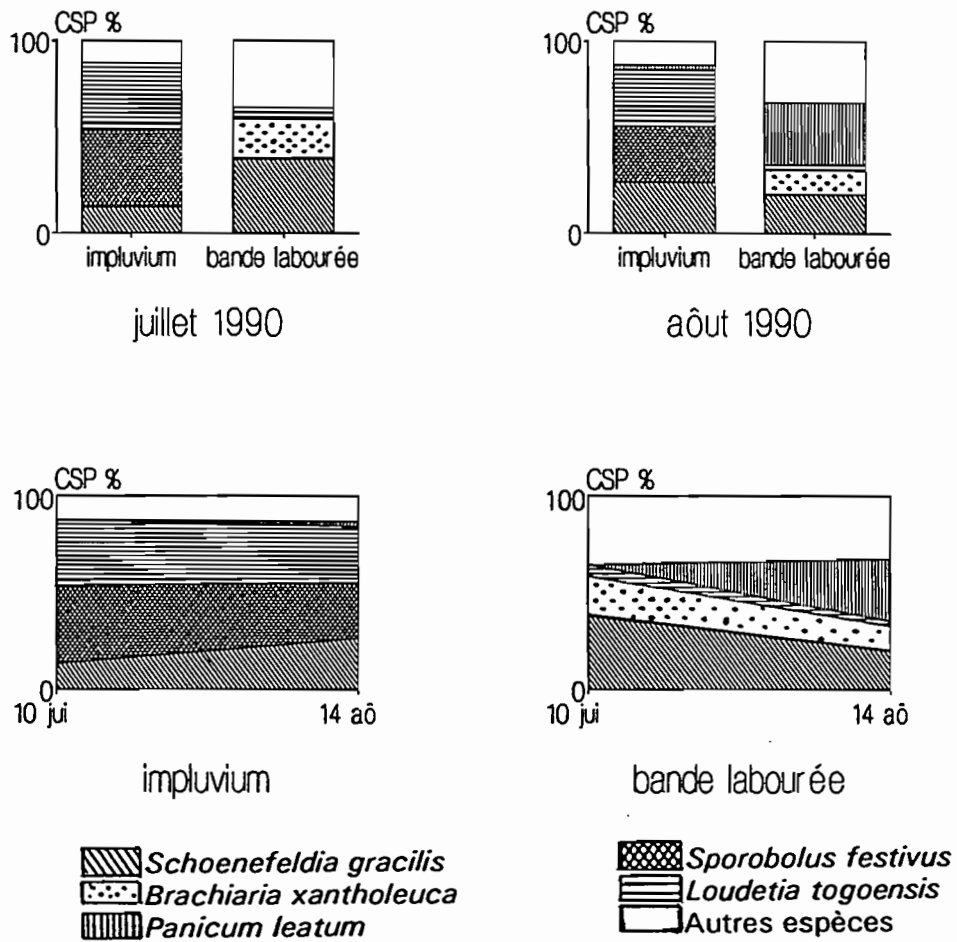 CSP %
100
0
impluvium
bande labourée
juillet 1990
CSP %
100
0
impluvium
bande labourée
aôut 1990
CSP %
100
0
10 jui
14 aô
impluvium
CSP %
100
0
10 jui
14 aô
bande labourée
Schoenefeldia gracilis
Brachiaria xantholeuca
Panicum leatum
Sporobolus festivus
Loudetia togoensis
Autres espèces